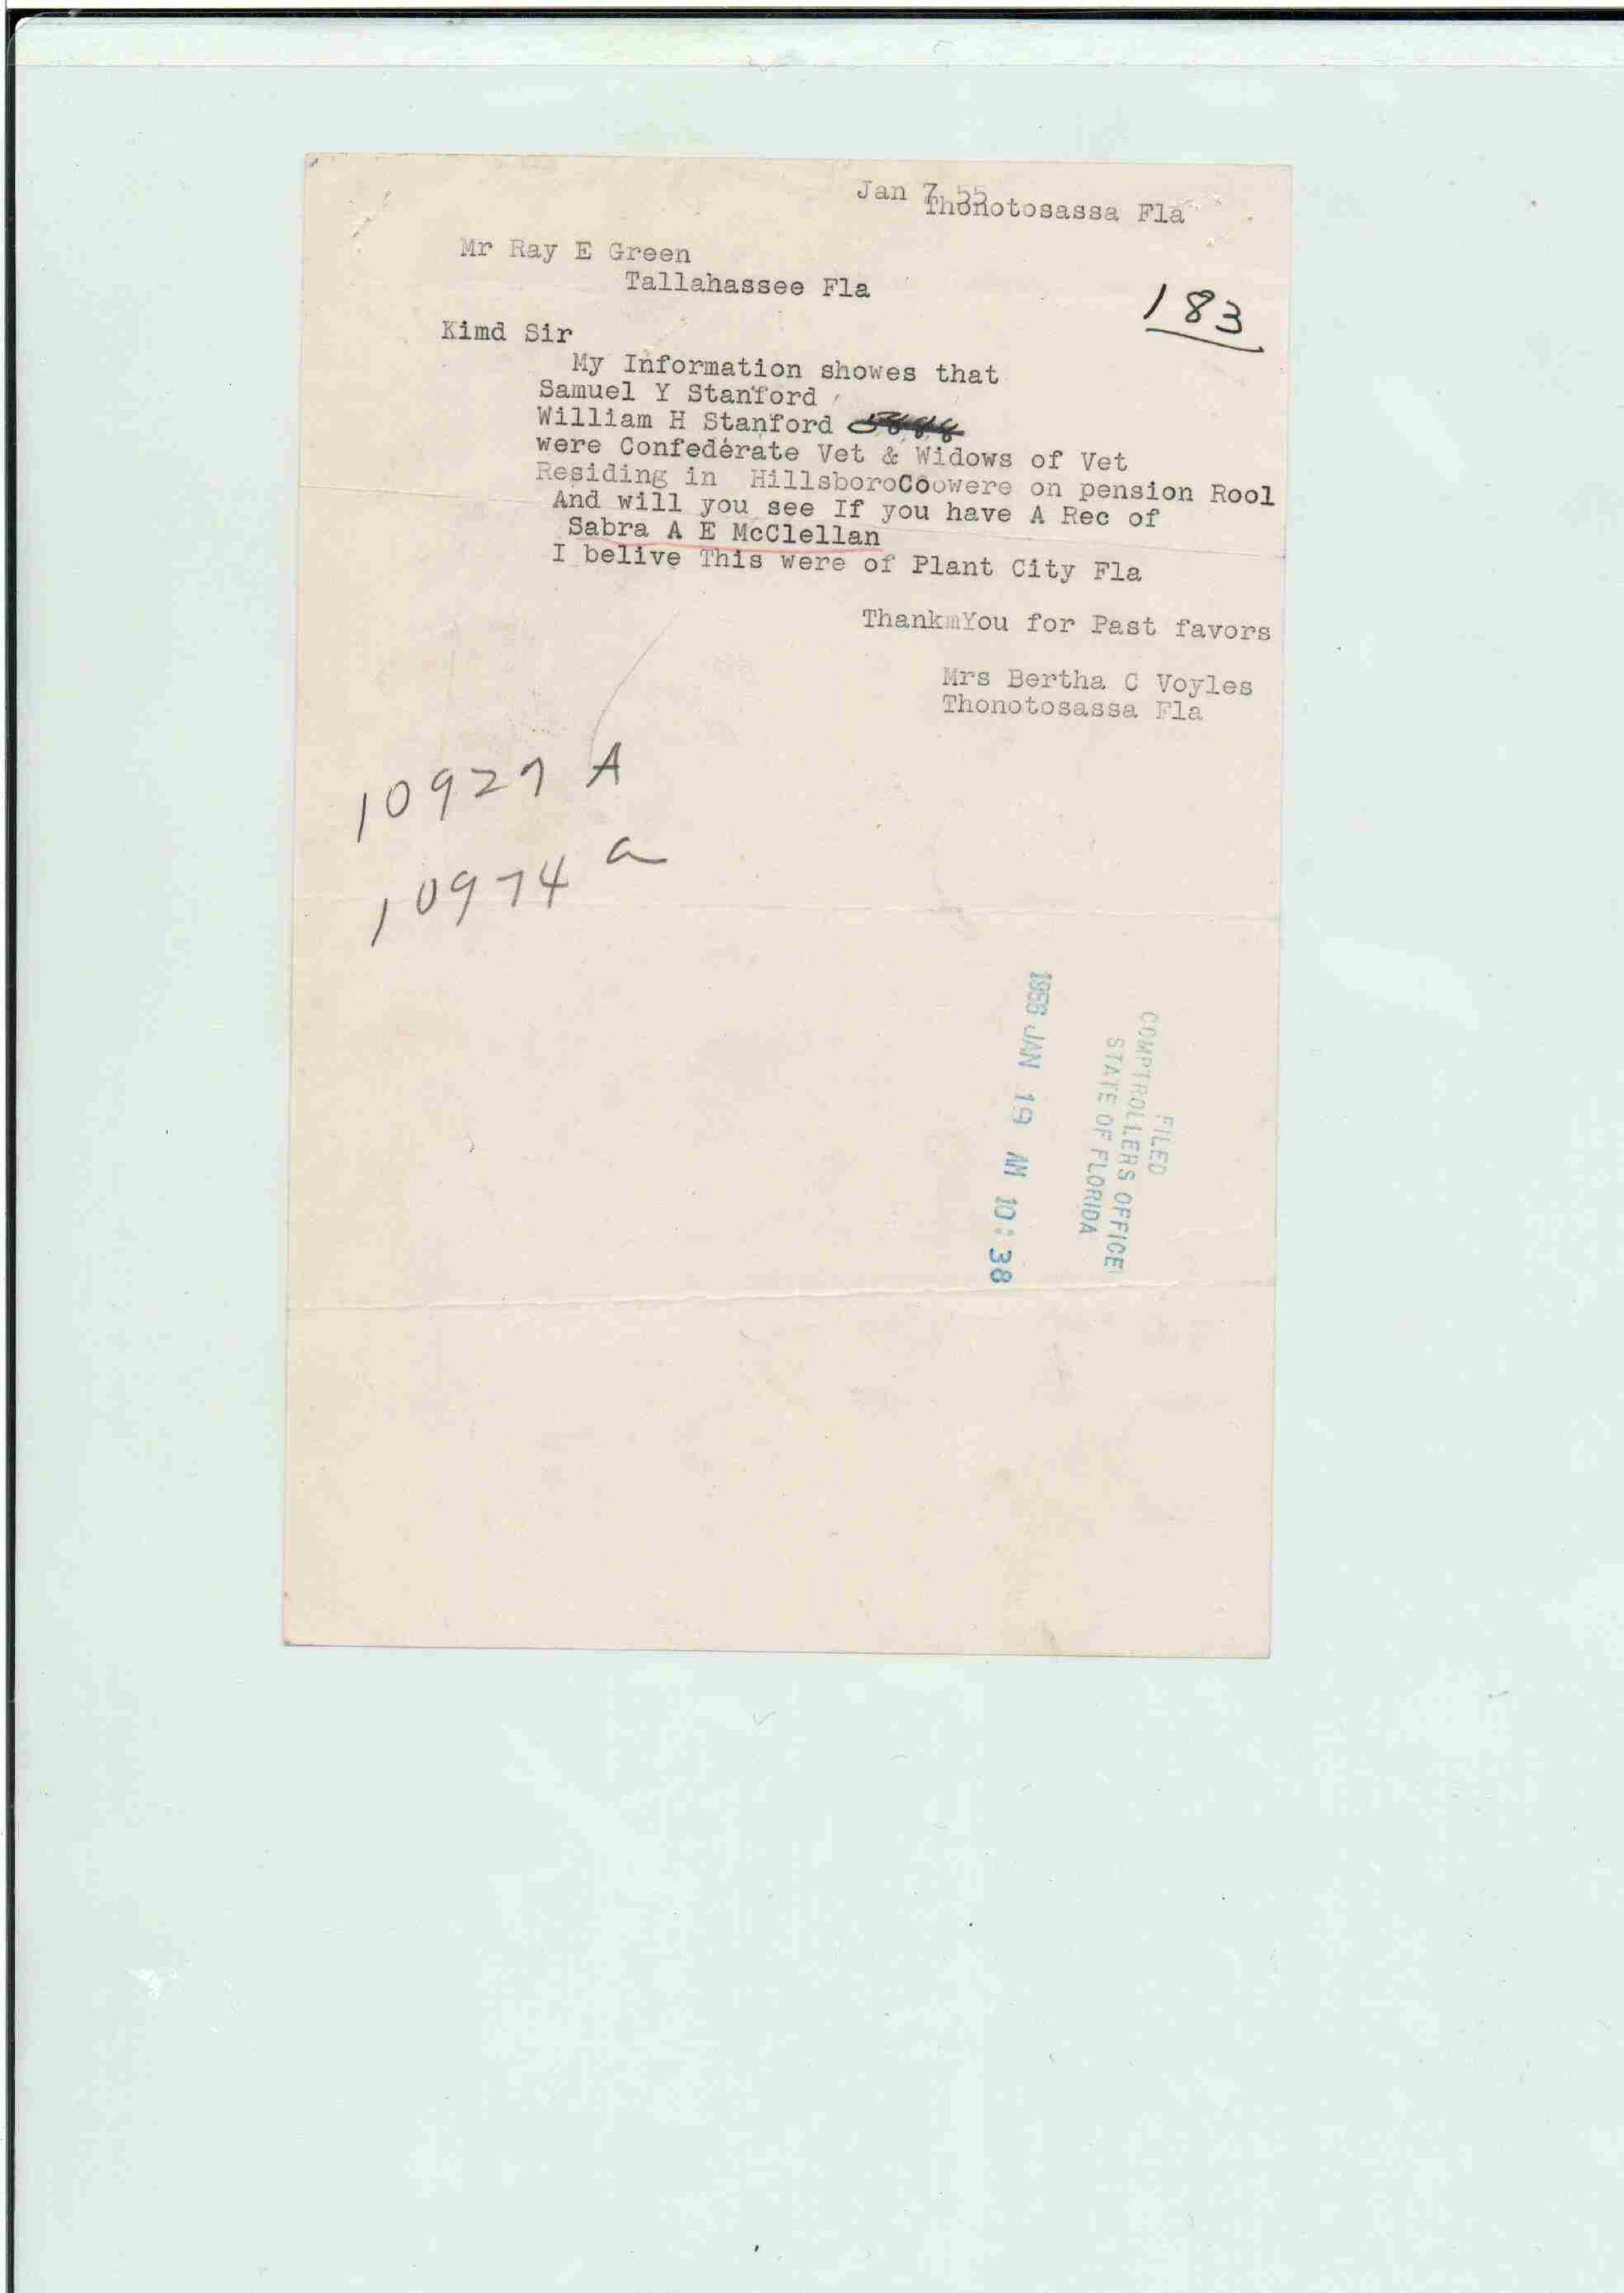 Jan 7 55
Thonotosassa Fla
Mr Ray E Green
Tallahassee Fla
183
Kimd Sir
My Information showes that
Samuel Y Stanford
William H Stanford
were Confederate Vet & Widows of Vet
Residing in HillsboroCoowere on pension Rool
And will you see If you have A Rec of
Sabra A E McClellan
I belive This were of Plant City Fla
ThankmYou for Past favors
Mrs Bertha C Voyles
Thonotosassa Fla
10927 A
10974 a
FILED
COMPTROLLERS OFFICE
STATE OF FLORIDA
JAN 19 AM 10:38